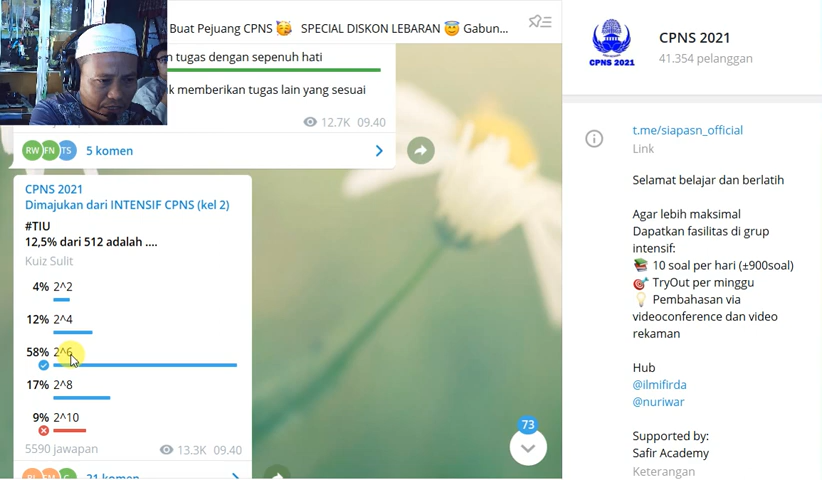 Buat Pejuang CPNS 🥳 SPECIAL DISKON LEBARAN 😇 Gabun...
n tugas dengan sepenuh hati
k memberikan tugas lain yang sesuai
12.7K 09.40
RW FN TS 5 komen
CPNS 2021
Dimajukan dari INTENSIF CPNS (kel 2)
#TIU
12,5% dari 512 adalah ....
Kuiz Sulit
4% 2^2
12% 2^4
58% 2^6
17% 2^8
9% 2^10
5590 jawapan 13.3K 09.40
21 komen
73
CPNS 2021
CPNS 2021
41.354 pelanggan
t.me/siapasn_official
Link
Selamat belajar dan berlatih
Agar lebih maksimal
Dapatkan fasilitas di grup
intensif:
📚 10 soal per hari (±900soal)
🎯 TryOut per minggu
💡 Pembahasan via
videoconference dan video
rekaman
Hub
@ilmifirda
@nuriwar
Supported by:
Safir Academy
Keterangan